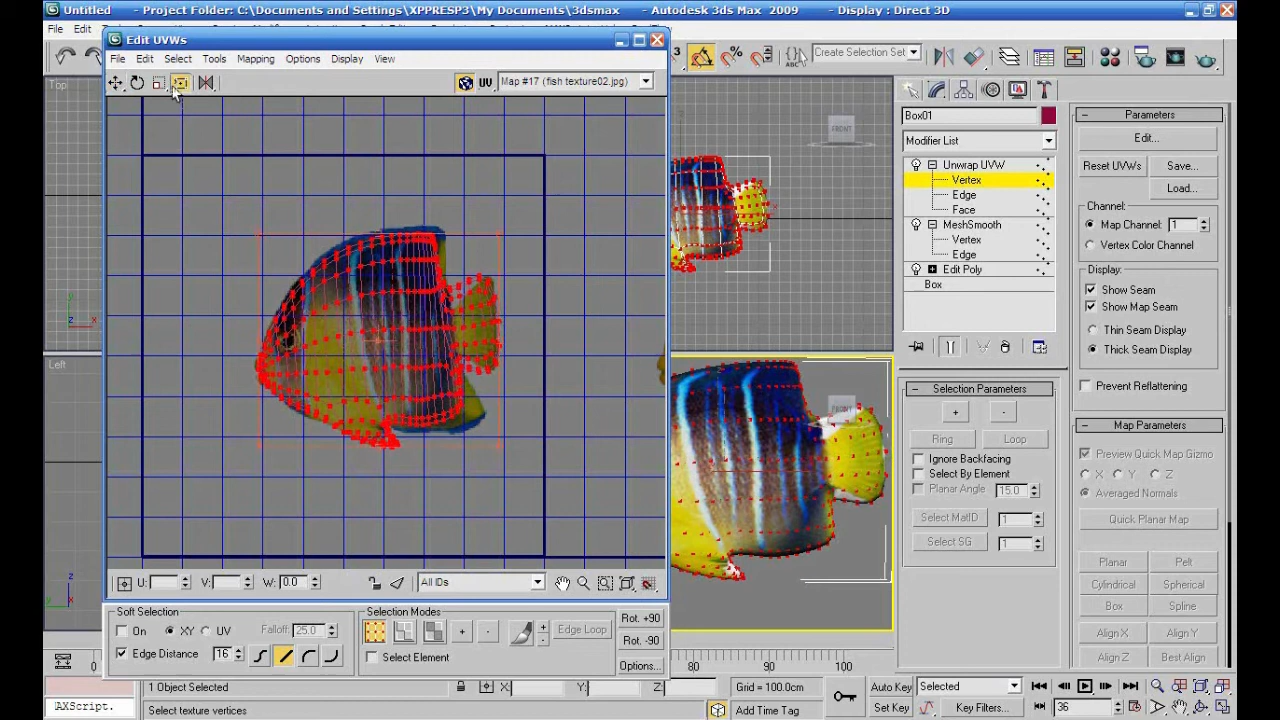 Untitled - Project Folder: C:\Documents and Settings\XPPRESP3\My Documents\3dsmax - Autodesk 3ds Max 2009 - Display : Direct 3D
File Ed
Edit UVWs
File Edit Select Tools Mapping Options Display View
UV Map #17 (fish texture02.jpg)
Create Selection Set
Top
FRONT
Left
FRONT
Box01
Modifier List
Unwrap UVW
Vertex
Edge
Face
MeshSmooth
Vertex
Edge
Edit Poly
Box
Parameters
Edit...
Reset UVWs Save...
Load...
Channel:
Map Channel: 1
Vertex Color Channel
Display:
Show Seam
Show Map Seam
Thin Seam Display
Thick Seam Display
Prevent Reflattening
Selection Parameters
+ -
Ring Loop
Ignore Backfacing
Select By Element
Planar Angle 15.0
Select MatID 1
Select SG 1
Map Parameters
Preview Quick Map Gizmo
X Y Z
Averaged Normals
Quick Planar Map
Planar Pelt
Cylindrical Spherical
Box Spline
Align X Align Y
Align Z Best Align
U: V: W: 0.0 All IDs
Soft Selection
On XY UV Falloff: 25.0
Edge Distance 16
Selection Modes
+ - + - Edge Loop
Select Element
Rot. +90
Rot. -90
Options...
0 80 90 100
1 Object Selected X: Y: Z: Grid = 100.0cm Auto Key Selected
AXScript. Select texture vertices Add Time Tag Set Key Key Filters... 36